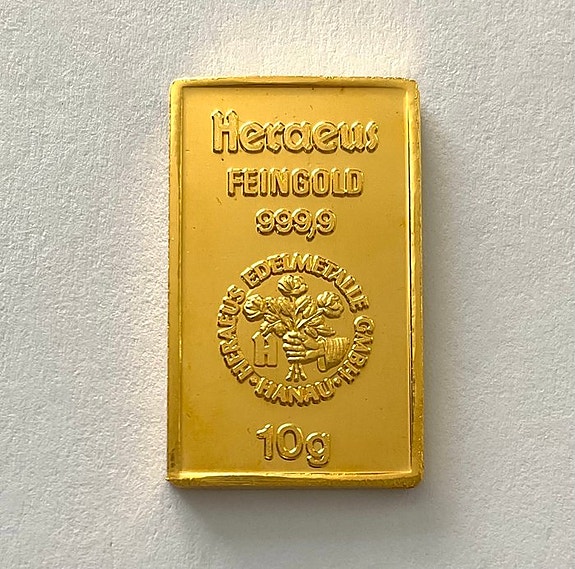 Heraeus
FEINGOLD
999,9
·HERAEUS EDELMETALLE GMBH·
H
·HANAU·
10g